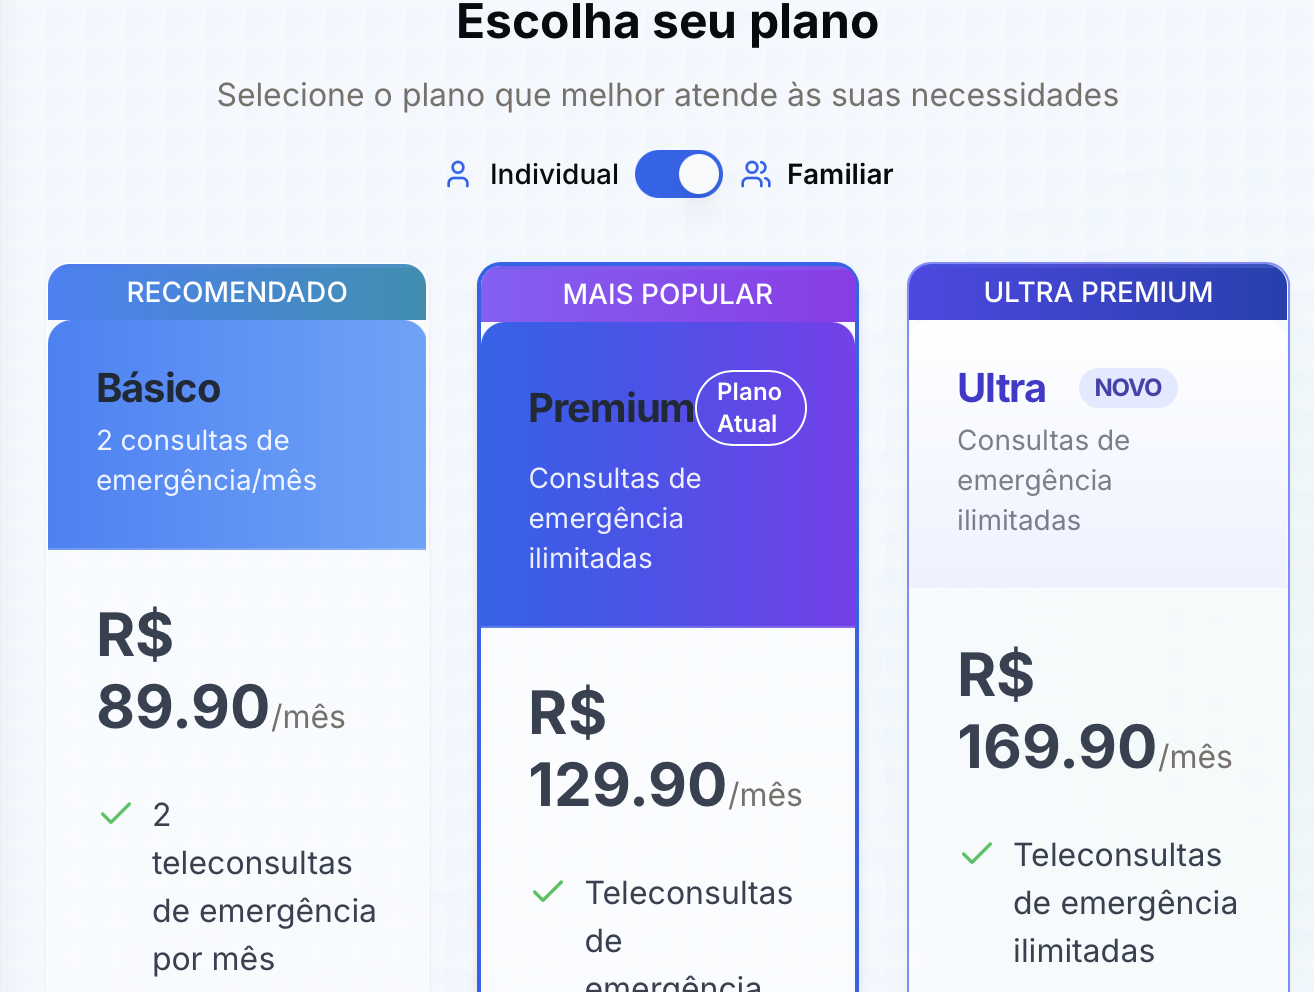 Escolha seu plano
Selecione o plano que melhor atende às suas necessidades
Individual
Familiar
RECOMENDADO
Básico
2 consultas de
emergência/mês
R$
89.90/mês
2
teleconsultas
de emergência
por mês
MAIS POPULAR
Premium
Plano
Atual
Consultas de
emergência
ilimitadas
R$
129.90/mês
Teleconsultas
de
emergência
ULTRA PREMIUM
Ultra
NOVO
Consultas de
emergência
ilimitadas
R$
169.90/mês
Teleconsultas
de emergência
ilimitadas